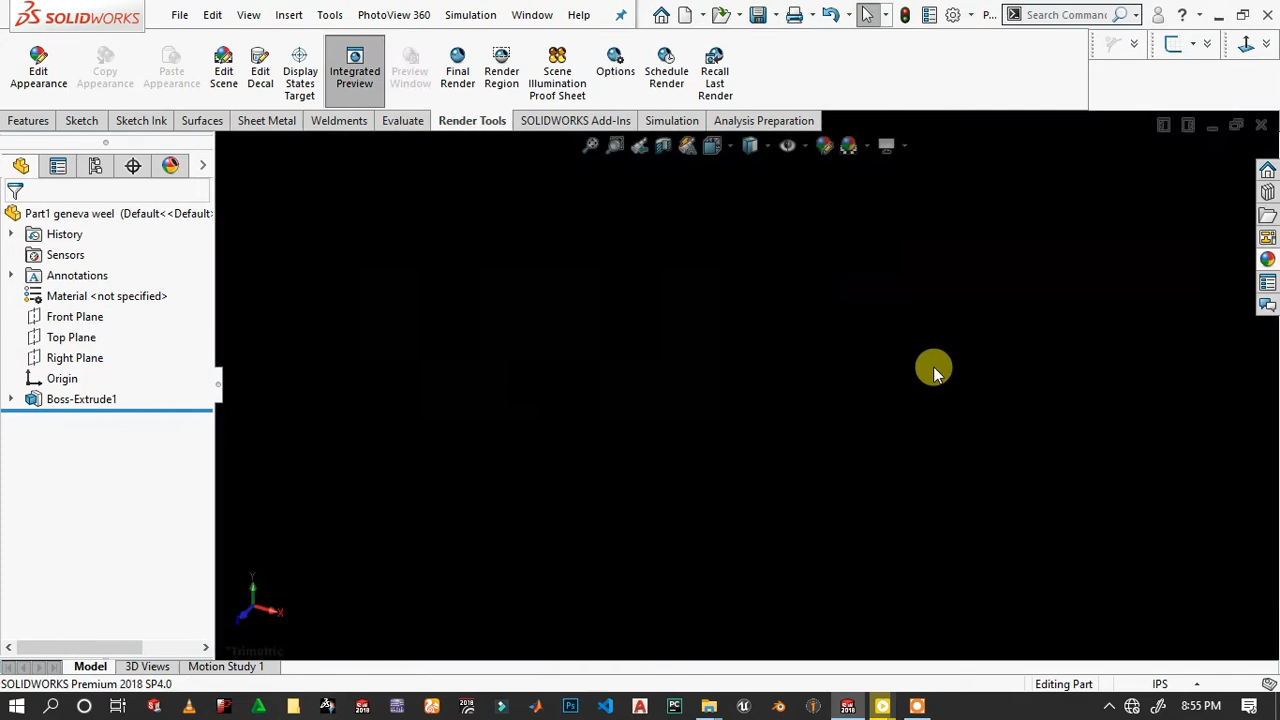 SOLIDWORKS
File
Edit
View
Insert
Tools
PhotoView 360
Simulation
Window
Help
P...
Search Comman
Edit
Appearance
Copy
Appearance
Paste
Appearance
Edit
Scene
Edit
Decal
Display
States
Target
Integrated
Preview
Preview
Window
Final
Render
Render
Region
Scene
Illumination
Proof Sheet
Options
Schedule
Render
Recall
Last
Render
Features
Sketch
Sketch Ink
Surfaces
Sheet Metal
Weldments
Evaluate
Render Tools
SOLIDWORKS Add-Ins
Simulation
Analysis Preparation
Part1 geneva weel (Default<<Default>
History
Sensors
Annotations
Material <not specified>
Front Plane
Top Plane
Right Plane
Origin
Boss-Extrude1
Y
X
*Trimetric
Model
3D Views
Motion Study 1
SOLIDWORKS Premium 2018 SP4.0
Editing Part
IPS
8:55 PM